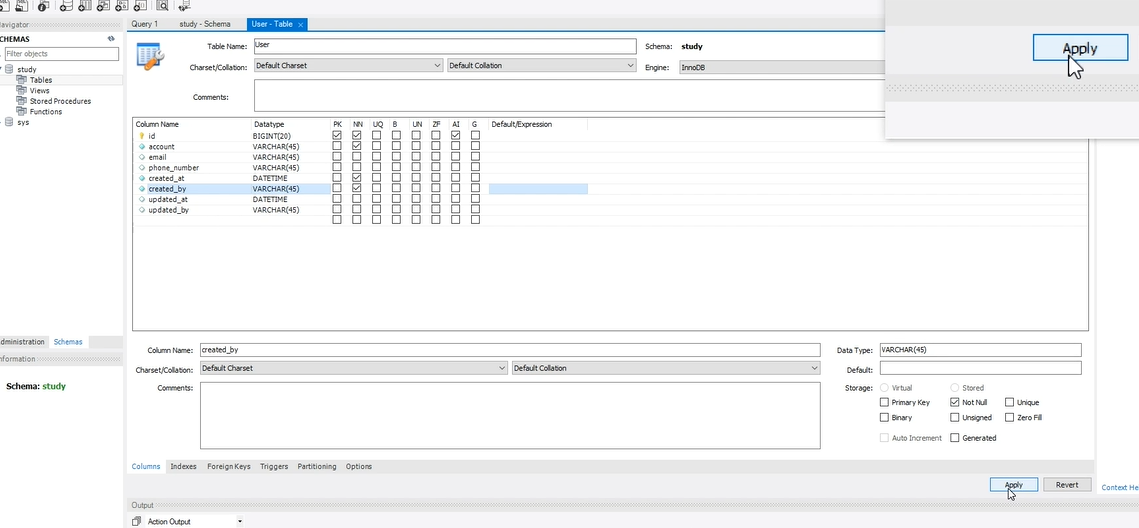 Query 1 study - Schema User - Table ×
Navigator
SCHEMAS
Filter objects
study
Tables
Views
Stored Procedures
Functions
sys
Administration Schemas
Information
Schema: study
Table Name: User Schema: study
Charset/Collation: Default Charset Default Collation Engine: InnoDB
Comments:
Apply
Column Name Datatype PK NN UQ B UN ZF AI G Default/Expression
id BIGINT(20)
account VARCHAR(45)
email VARCHAR(45)
phone_number VARCHAR(45)
created_at DATETIME
created_by VARCHAR(45)
updated_at DATETIME
updated_by VARCHAR(45)
Column Name: created_by Data Type: VARCHAR(45)
Charset/Collation: Default Charset Default Collation Default:
Comments: Storage: Virtual Stored
Primary Key Not Null Unique
Binary Unsigned Zero Fill
Auto Increment Generated
Columns Indexes Foreign Keys Triggers Partitioning Options
Apply Revert
Context He
Output
Action Output